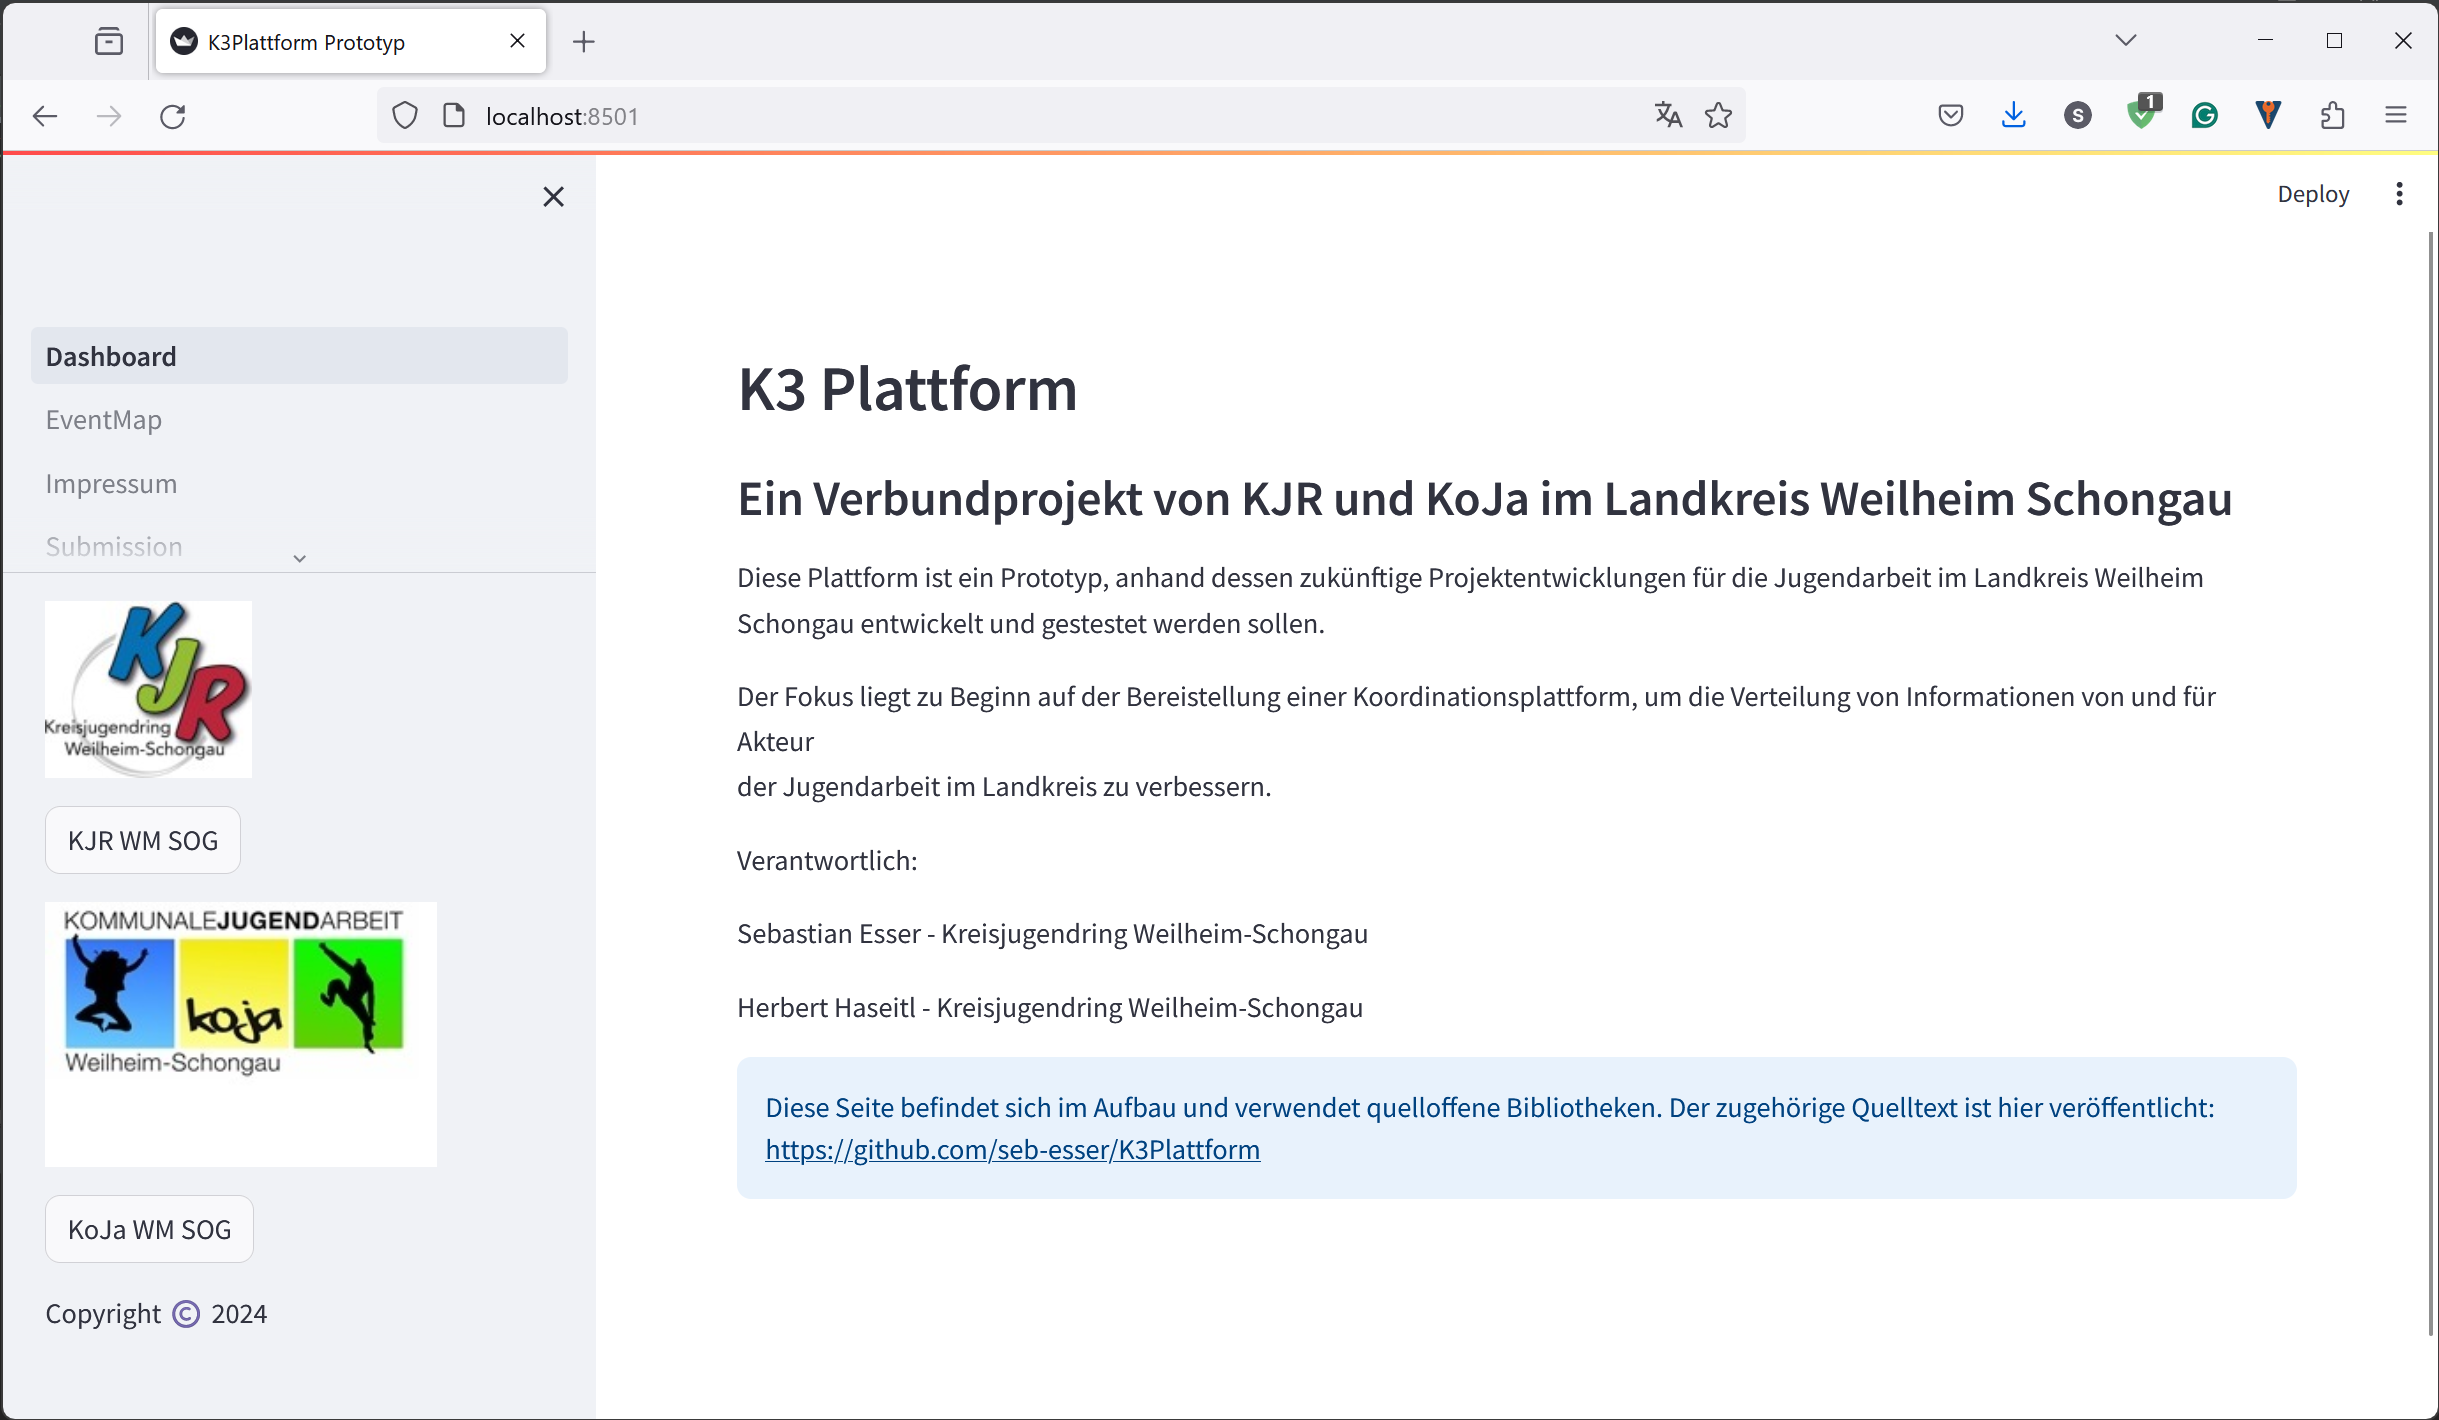 K3Plattform Prototyp
localhost:8501
S
1
Deploy
Dashboard
EventMap
Impressum
Submission
KJR
Kreisjugendring
Weilheim-Schongau
KJR WM SOG
KOMMUNALEJUGENDARBEIT
koja
Weilheim-Schongau
KoJa WM SOG
Copyright © 2024
K3 Plattform
Ein Verbundprojekt von KJR und KoJa im Landkreis Weilheim Schongau
Diese Plattform ist ein Prototyp, anhand dessen zukünftige Projektentwicklungen für die Jugendarbeit im Landkreis Weilheim
Schongau entwickelt und gestestet werden sollen.
Der Fokus liegt zu Beginn auf der Bereistellung einer Koordinationsplattform, um die Verteilung von Informationen von und für
Akteur
der Jugendarbeit im Landkreis zu verbessern.
Verantwortlich:
Sebastian Esser - Kreisjugendring Weilheim-Schongau
Herbert Haseitl - Kreisjugendring Weilheim-Schongau
Diese Seite befindet sich im Aufbau und verwendet quelloffene Bibliotheken. Der zugehörige Quelltext ist hier veröffentlicht:
https://github.com/seb-esser/K3Plattform